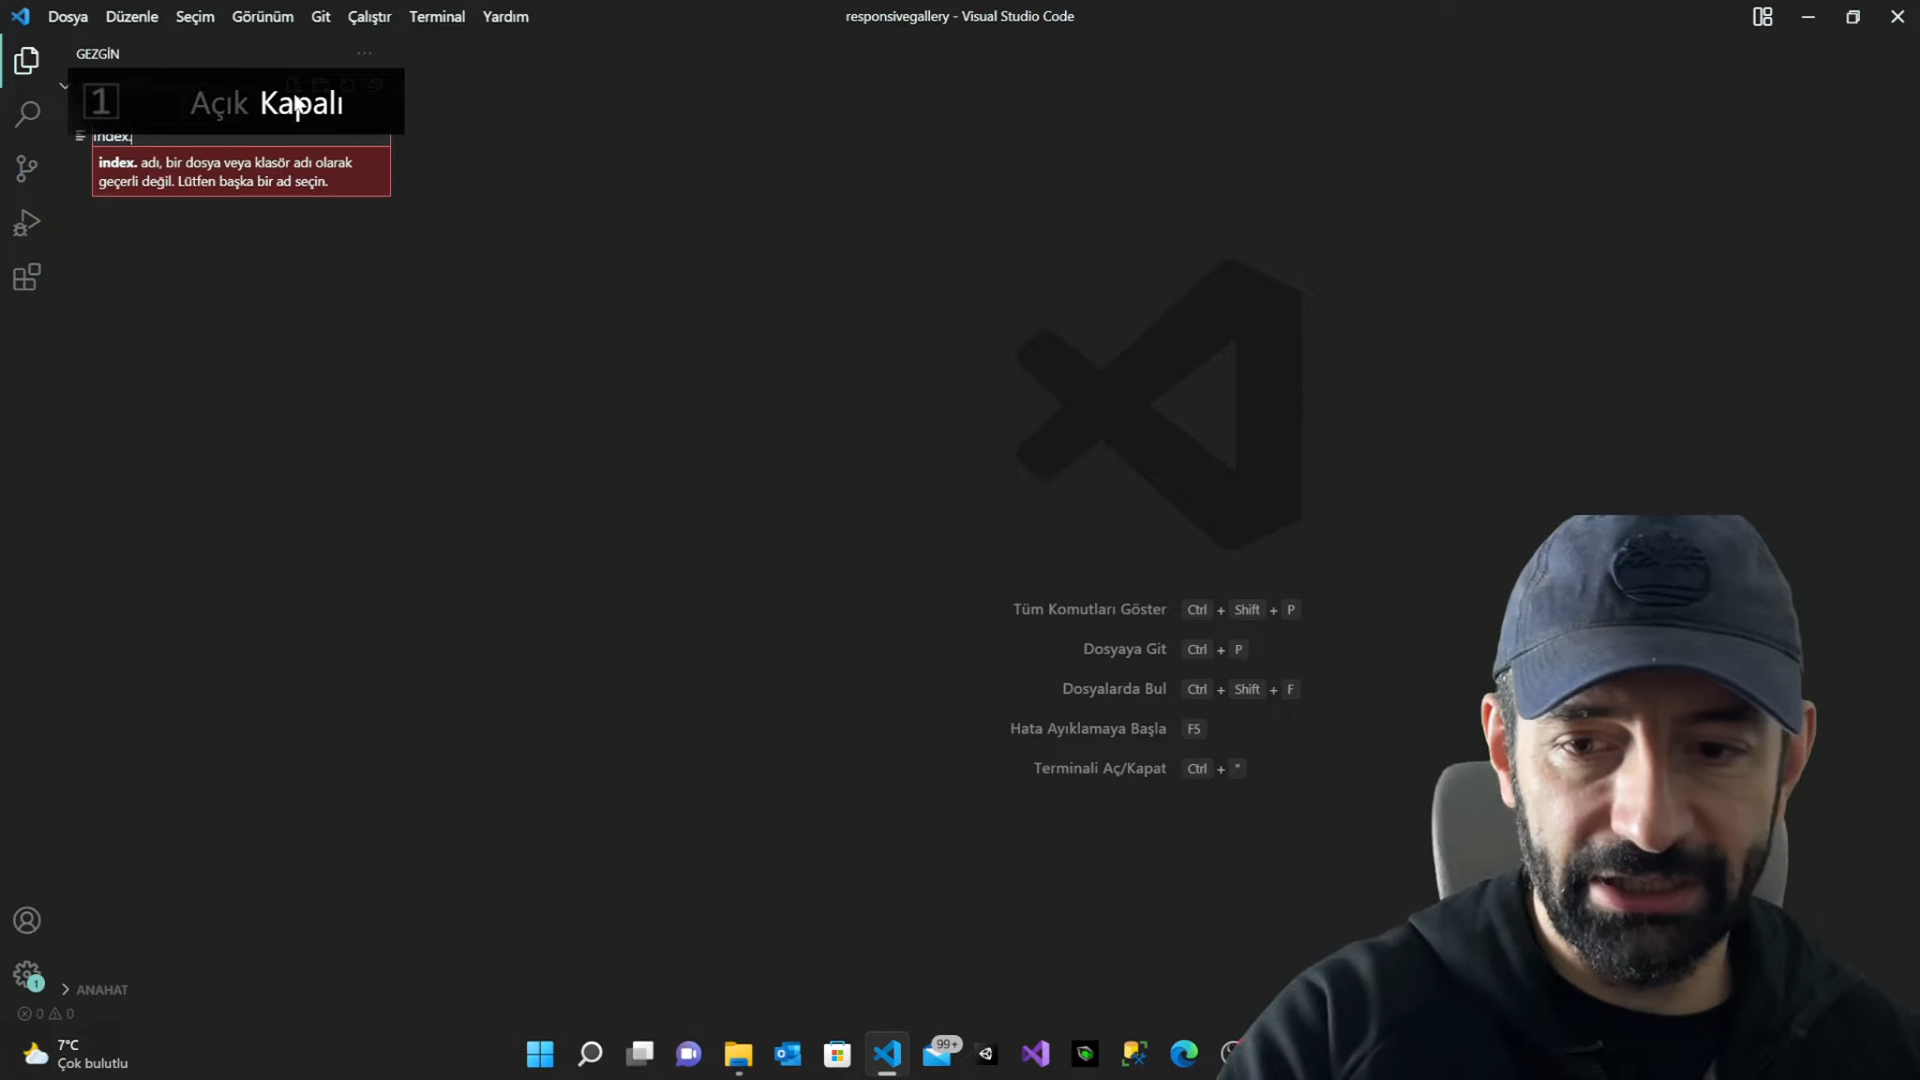 Dosya Düzenle Seçim Görünüm Git Çalıştır Terminal Yardım
responsivegallery - Visual Studio Code
GEZGİN
1 Açık Kapalı
index.
index. adı, bir dosya veya klasör adı olarak
geçerli değil. Lütfen başka bir ad seçin.
Tüm Komutları Göster Ctrl + Shift + P
Dosyaya Git Ctrl + P
Dosyalarda Bul Ctrl + Shift + F
Hata Ayıklamaya Başla F5
Terminali Aç/Kapat Ctrl + "
1
ANAHAT
0 0
7°C
Çok bulutlu
99+